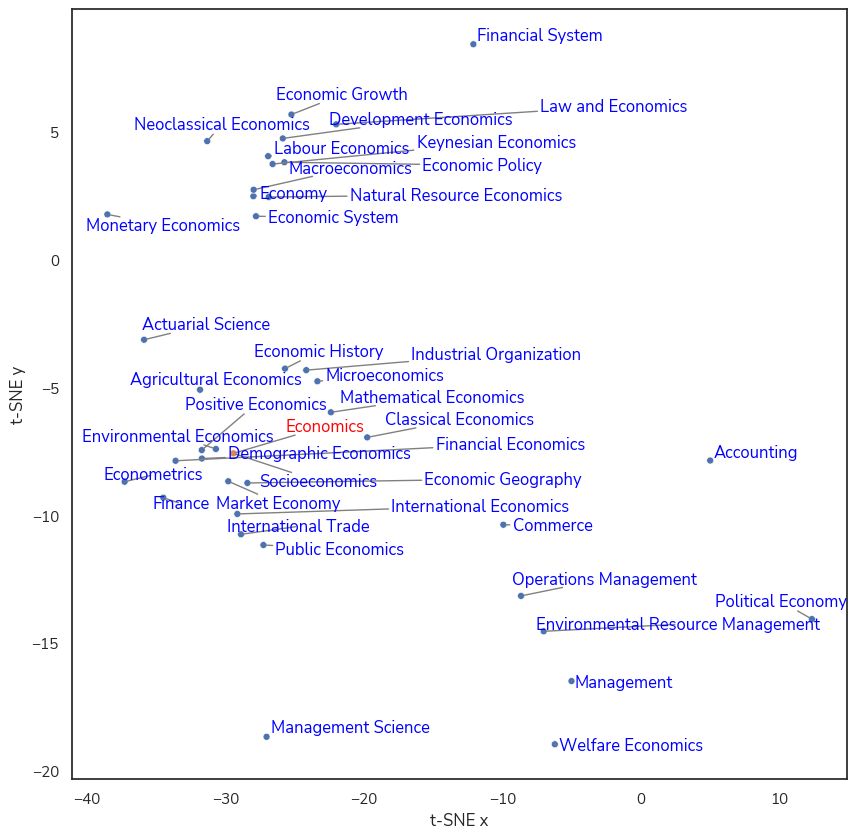 Financial System
Economic Growth
Law and Economics
Development Economics
Neoclassical Economics
Keynesian Economics
Labour Economics
Economic Policy
Macroeconomics
Economy
Natural Resource Economics
Economic System
Monetary Economics
Actuarial Science
Economic History
Industrial Organization
Agricultural Economics
Microeconomics
Mathematical Economics
Positive Economics
Classical Economics
Economics
Environmental Economics
Financial Economics
Demographic Economics
Accounting
Econometrics
Socioeconomics
Economic Geography
Finance
Market Economy
International Economics
International Trade
Commerce
Public Economics
Operations Management
Political Economy
Environmental Resource Management
Management
Management Science
Welfare Economics
5
0
−5
−10
−15
−20
t-SNE y
−40
−30
−20
−10
0
10
t-SNE x